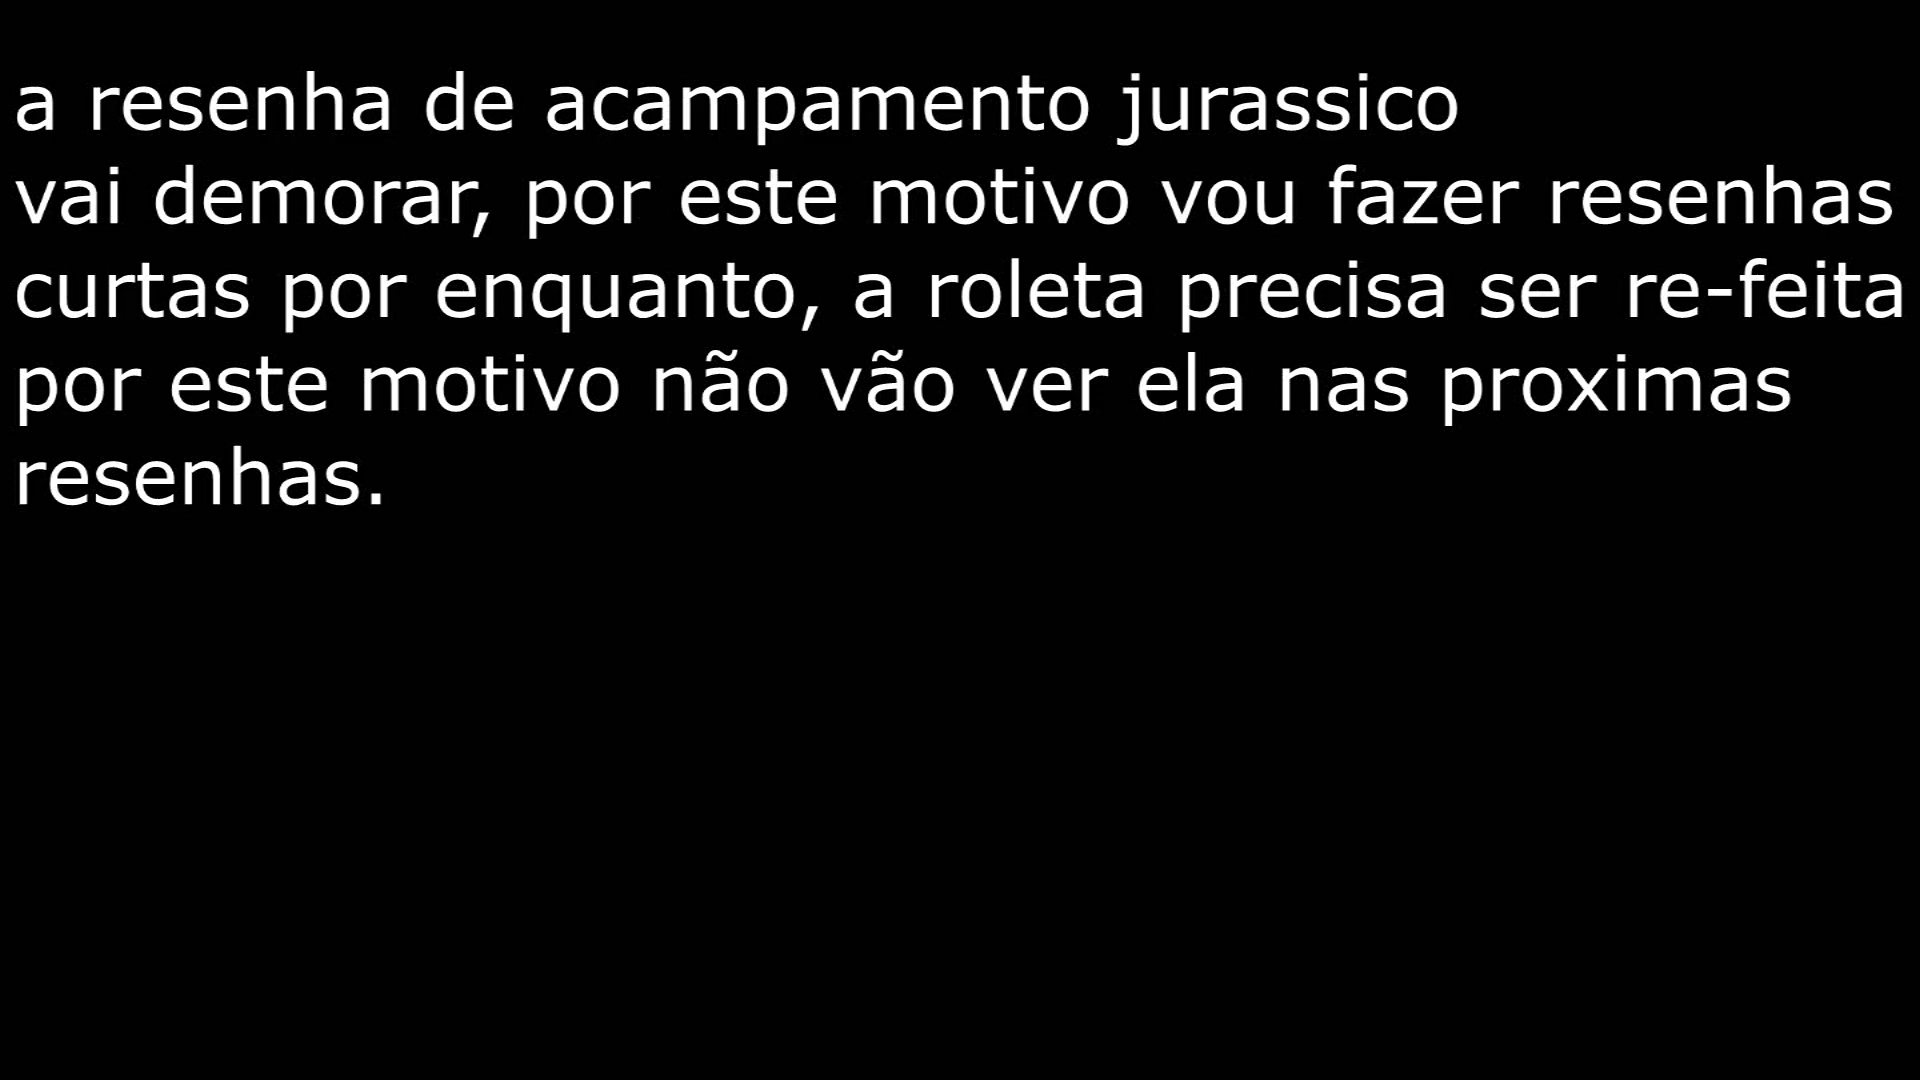 a resenha de acampamento jurassico
vai demorar, por este motivo vou fazer resenhas
curtas por enquanto, a roleta precisa ser re-feita
por este motivo não vão ver ela nas proximas
resenhas.